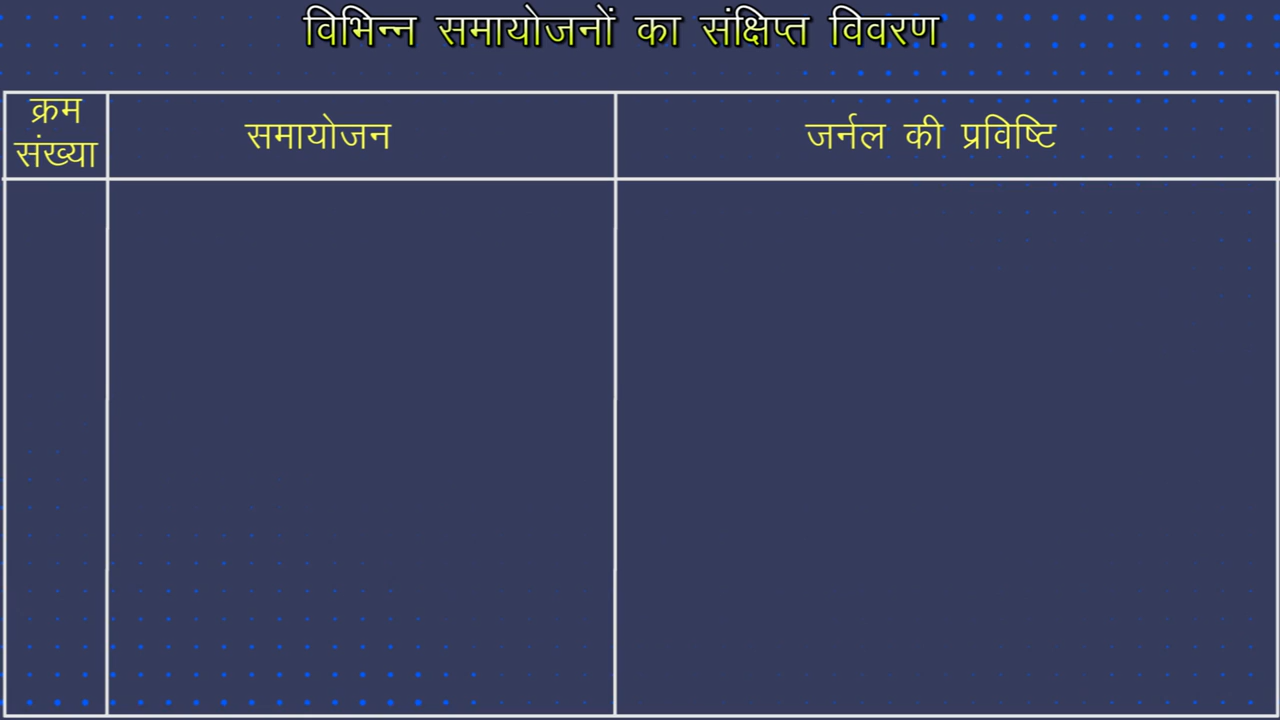 विभिन्न समायोजनों का संक्षिप्त विवरण
क्रम
संख्या
समायोजन
जर्नल की प्रविष्टि